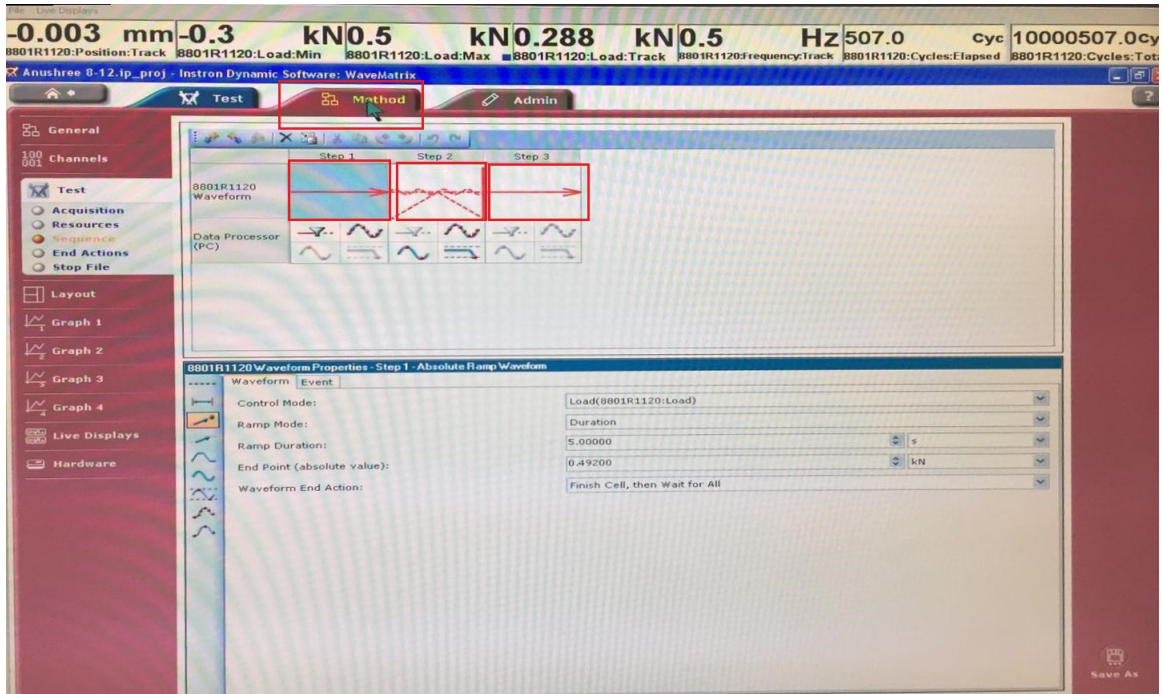 File Live Displays
-0.003 mm -0.3 kN 0.5 kN 0.288 kN 0.5 Hz 507.0 cyc 10000507.0cy
8801R1120:Position:Track 8801R1120:Load:Min 8801R1120:Load:Max 8801R1120:Load:Track 8801R1120:Frequency:Track 8801R1120:Cycles:Elapsed 8801R1120:Cycles:Tot
Anushree 8-12.ip_proj - Instron Dynamic Software: WaveMatrix
Test Method Admin ?
General
100
001 Channels
Test
Acquisition
Resources
Sequence
End Actions
Stop File
Layout
Graph 1
Graph 2
Graph 3
Graph 4
Live Displays
Hardware
Step 1 Step 2 Step 3
8801R1120
Waveform
Data Processor
(PC)
8801R1120 Waveform Properties - Step 1 - Absolute Ramp Waveform
Waveform Event
Control Mode: Load(8801R1120:Load)
Ramp Mode: Duration
Ramp Duration: 5.00000 s
End Point (absolute value): 0.49200 kN
Waveform End Action: Finish Cell, then Wait for All
Save As